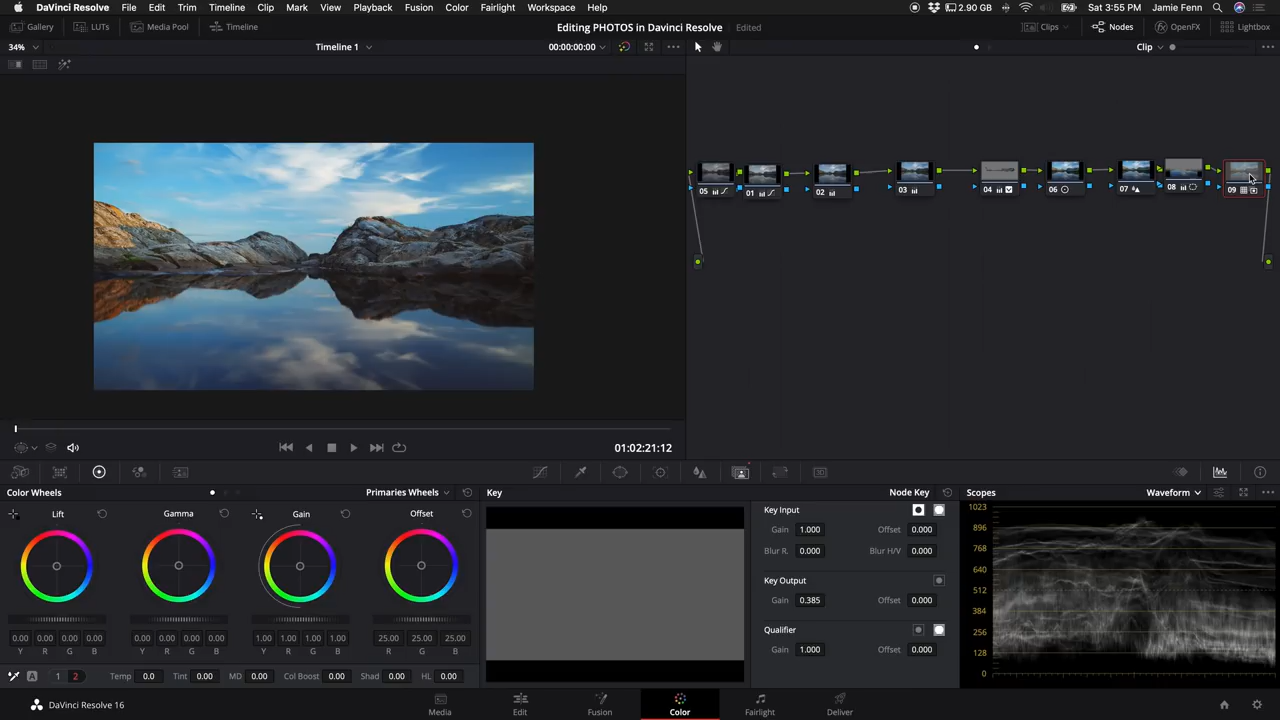 DaVinci Resolve File Edit Trim Timeline Clip Mark View Playback Fusion Color Fairlight Workspace Help 2.90 GB Sat 3:55 PM Jamie Fenn
Gallery LUTs Media Pool Timeline Editing PHOTOS in Davinci Resolve Edited Clips Nodes OpenFX Lightbox
34% Timeline 1 00:00:00:00 Clip
05 01 02 03 04 06 07 08 09
01:02:21:12
Color Wheels Primaries Wheels Key Node Key Scopes Waveform
Lift Gamma Gain Offset
0.00 0.00 0.00 0.00 0.00 0.00 0.00 0.00 1.00 1.00 1.00 1.00 25.00 25.00 25.00
Y R G B Y R G B Y R G B R G B
A 1 2 Temp 0.0 Tint 0.00 MD 0.00 Col Boost 0.00 Shad 0.00 HL 0.00
Key Input
Gain 1.000 Offset 0.000
Blur R. 0.000 Blur H/V 0.000
Key Output
Gain 0.385 Offset 0.000
Qualifier
Gain 1.000 Offset 0.000
1023
896
768
640
512
384
256
128
0
DaVinci Resolve 16 Media Edit Fusion Color Fairlight Deliver